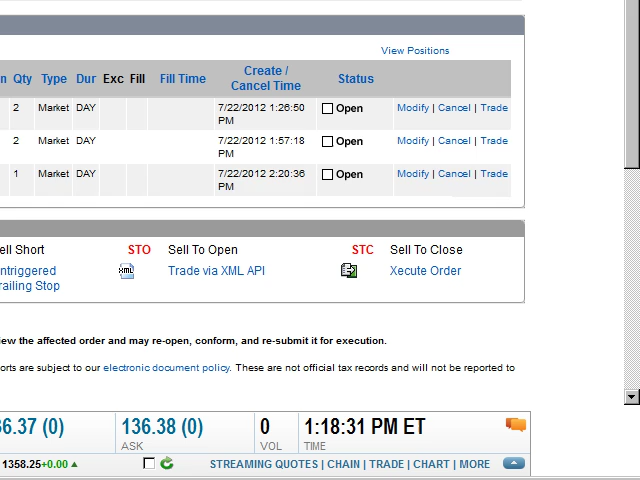 View Positions
n Qty Type Dur Exc Fill Fill Time Create / Cancel Time Status
2 Market DAY 7/22/2012 1:26:50 PM Open Modify | Cancel | Trade
2 Market DAY 7/22/2012 1:57:18 PM Open Modify | Cancel | Trade
1 Market DAY 7/22/2012 2:20:36 PM Open Modify | Cancel | Trade
ell Short STO Sell To Open STC Sell To Close
ntriggered xml Trade via XML API Xecute Order
railing Stop
iew the affected order and may re-open, conform, and re-submit it for execution.
orts are subject to our electronic document policy. These are not official tax records and will not be reported to
36.37 (0) 136.38 (0) 0 1:18:31 PM ET
ASK VOL TIME
1358.25+0.00 STREAMING QUOTES | CHAIN | TRADE | CHART | MORE